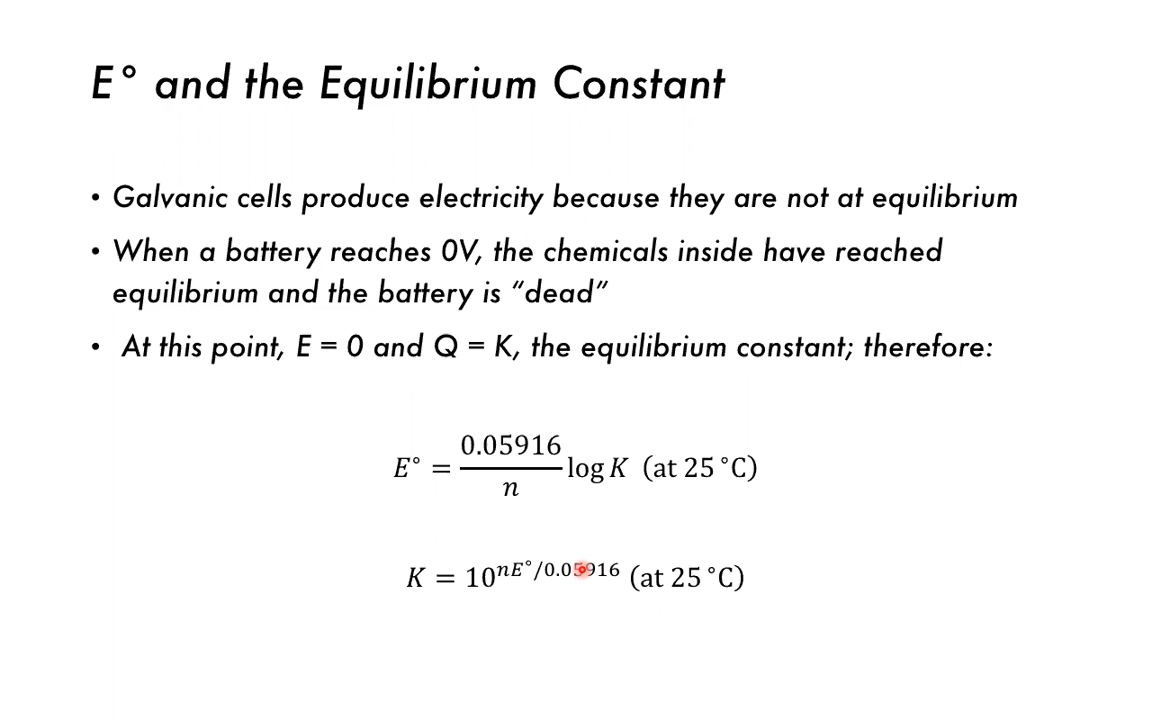 E° and the Equilibrium Constant
• Galvanic cells produce electricity because they are not at equilibrium
• When a battery reaches 0V, the chemicals inside have reached
equilibrium and the battery is “dead”
• At this point, E = 0 and Q = K, the equilibrium constant; therefore:
E° = 0.05916/n log K (at 25 °C)
K = 10^nE°/0.05916 (at 25 °C)